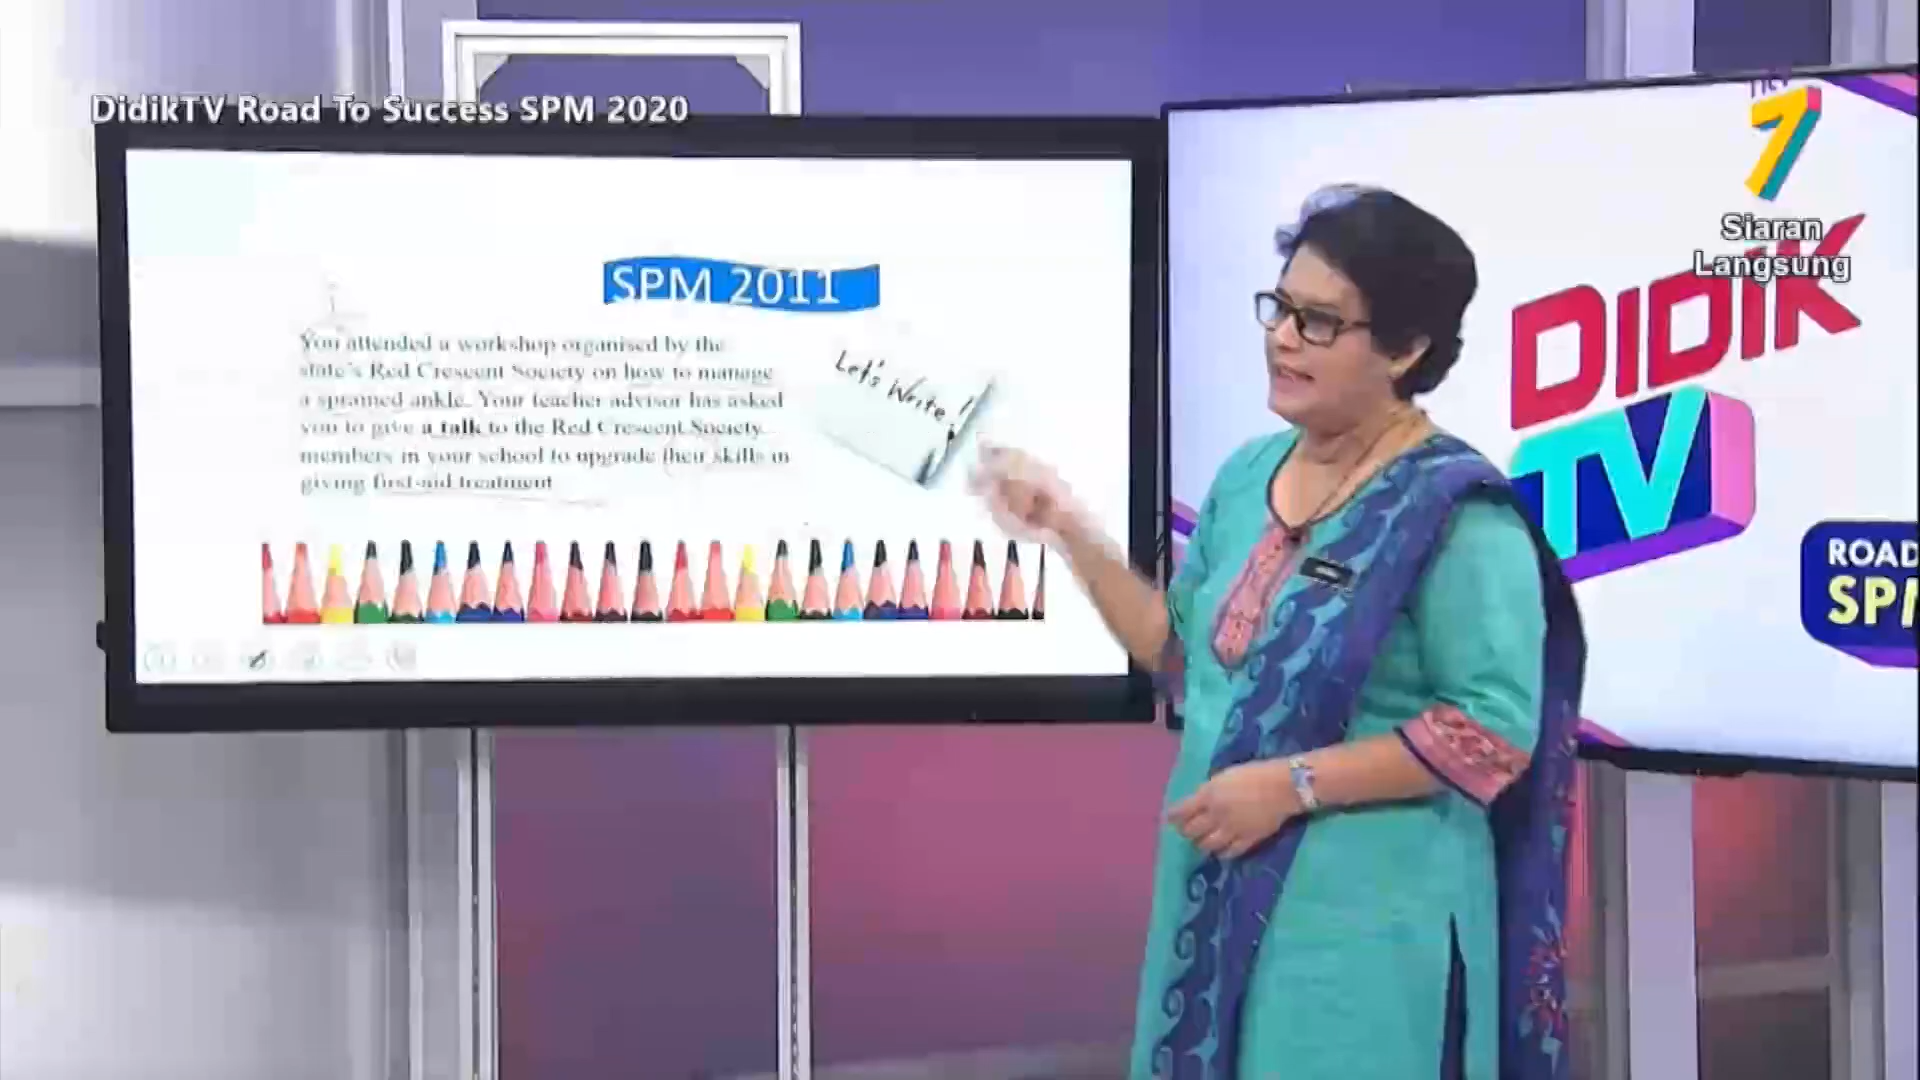 DidikTV Road To Success SPM 2020
SPM 2011
You attended a workshop organised by the
state's Red Crescent Society on how to manage
a sprained ankle. Your teacher advisor has asked
you to give a talk to the Red Crescent Society
members in your school to upgrade their skills in
giving first-aid treatment
Let's Write!
7
Siaran
Langsung
DIDIK
TV
ROAD
SPM